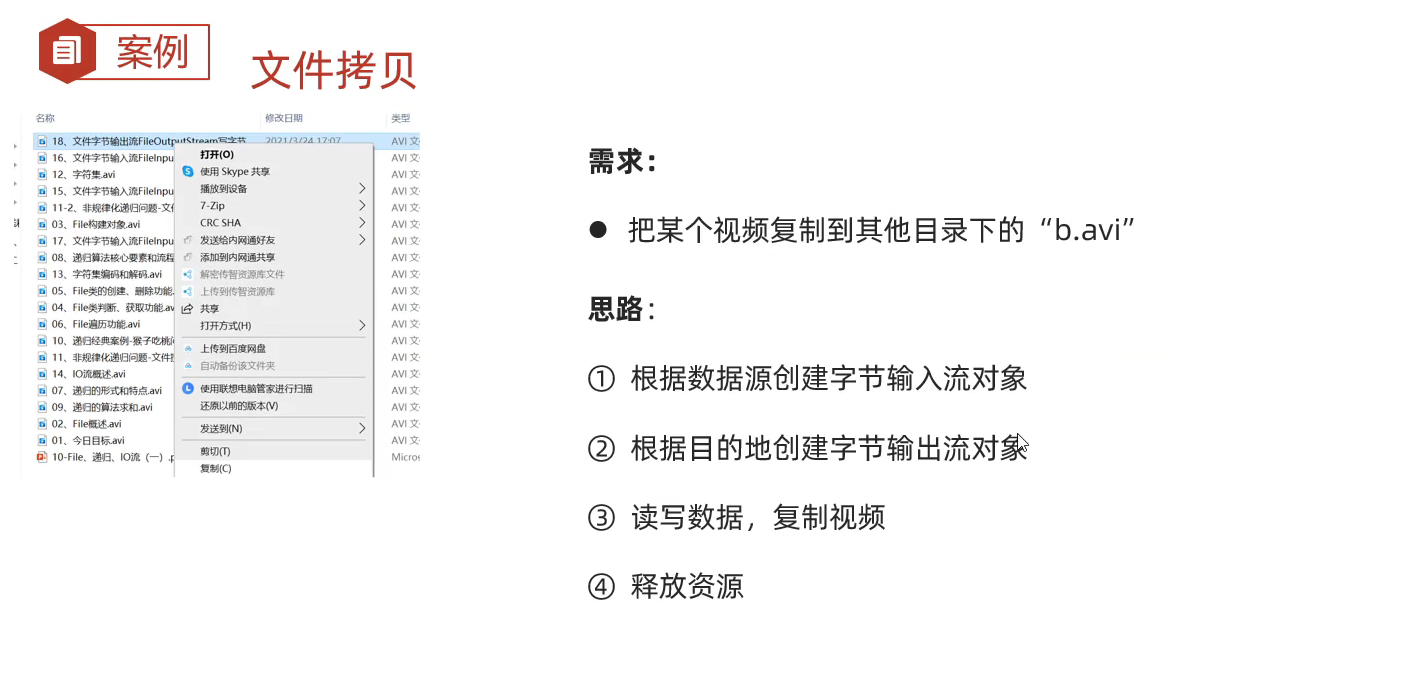 案例
文件拷贝
名称 修改日期 类型
18、文件字节输出流FileOutputStream写字节 2021/3/24 17:07 AVI 文
16、文件字节输入流FileInpu AVI 文
12、字符集.avi AVI 文
15、文件字节输入流FileInpu AVI 文
11-2、非规律化递归问题-文 AVI 文
03、File构建对象.avi AVI 文
17、文件字节输入流FileInpu AVI 文
08、递归算法核心要素和流程 AVI 文
13、字符集编码和解码.avi AVI 文
05、File类的创建、删除功能. AVI 文
04、File类判断、获取功能.av AVI 文
06、File遍历功能.avi AVI 文
10、递归经典案例-猴子吃桃 AVI 文
11、非规律化递归问题-文件 AVI 文
14、IO流概述.avi AVI 文
07、递归的形式和特点.avi AVI 文
09、递归的算法求和.avi AVI 文
02、File概述.avi AVI 文
01、今日目标.avi AVI 文
10-File、递归、IO流（一）.p Micros
打开(O)
使用 Skype 共享
播放到设备
7-Zip
CRC SHA
发送给内网通好友
添加到内网通共享
解密传智资源库文件
上传到传智资源库
共享
打开方式(H)
上传到百度网盘
自动备份该文件夹
使用联想电脑管家进行扫描
还原以前的版本(V)
发送到(N)
剪切(T)
复制(C)
需求：
● 把某个视频复制到其他目录下的“b.avi”
思路：
① 根据数据源创建字节输入流对象
② 根据目的地创建字节输出流对象
③ 读写数据，复制视频
④ 释放资源